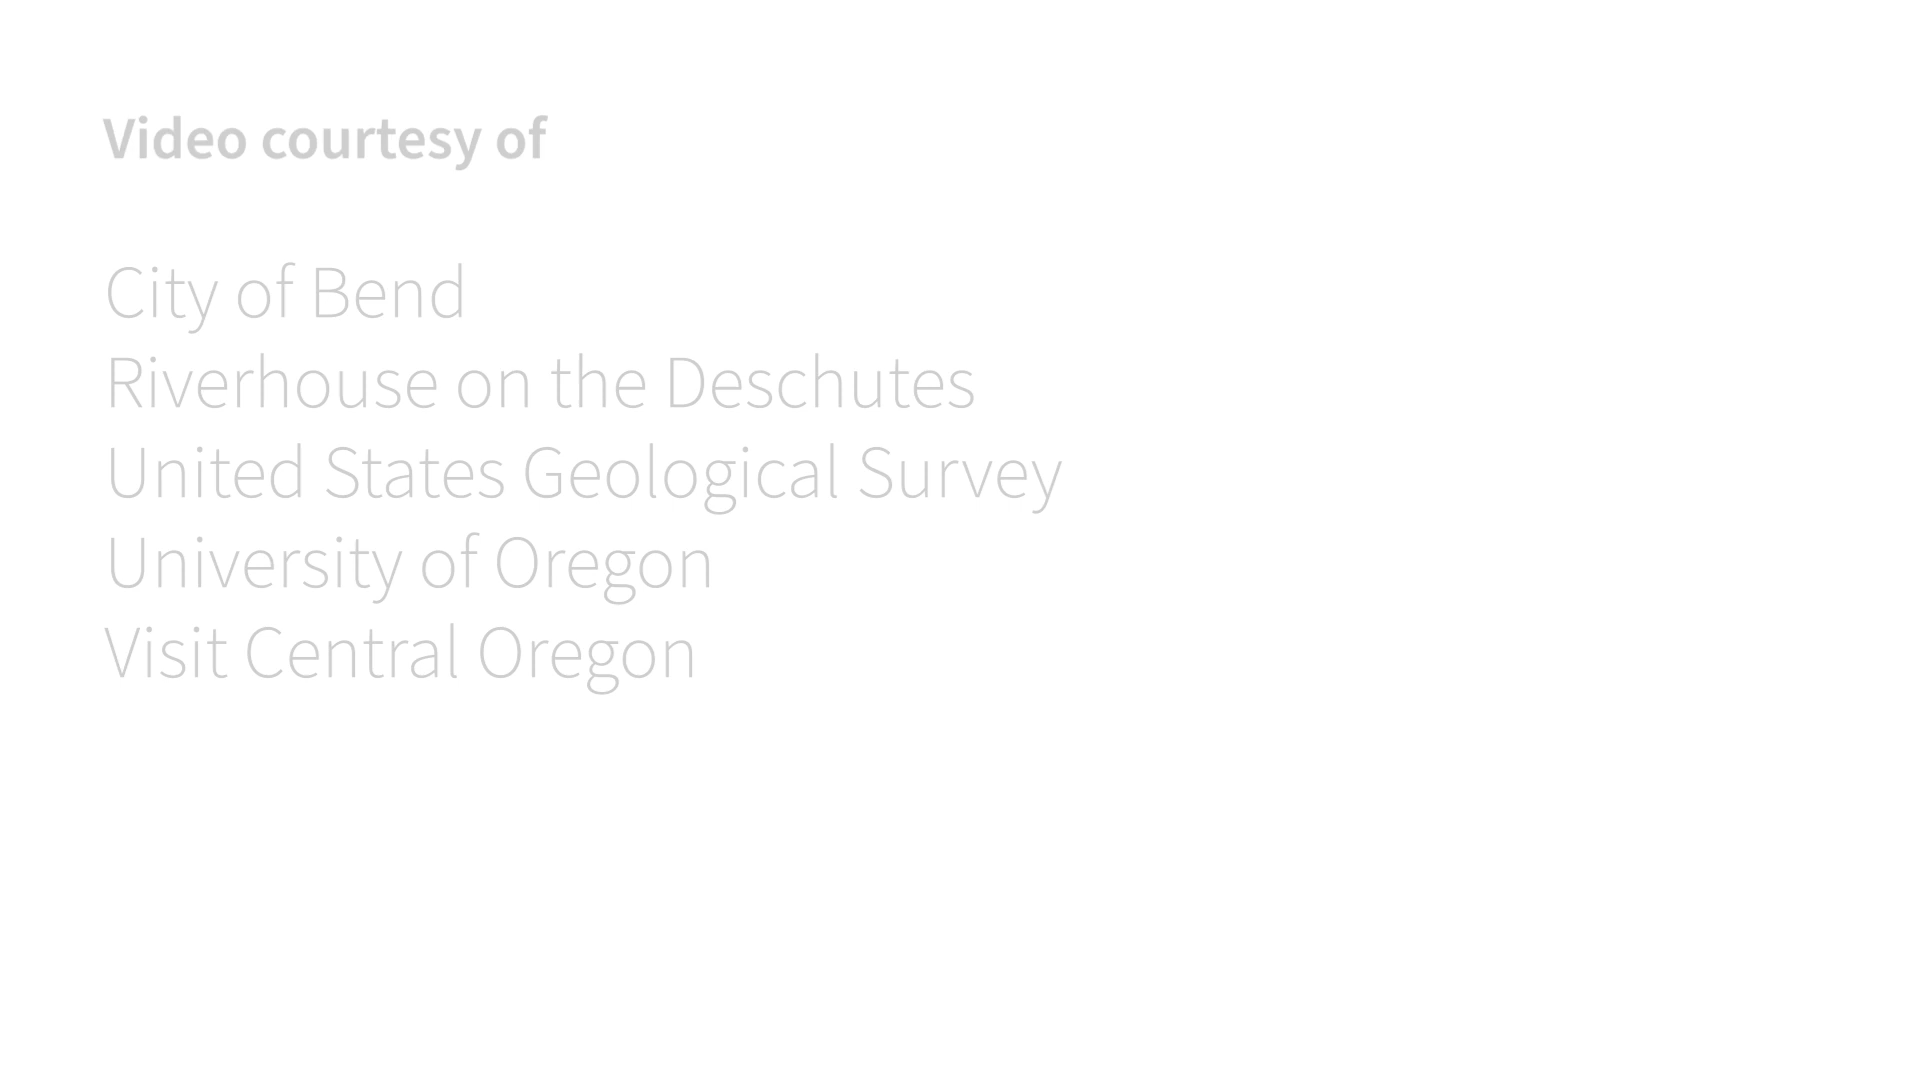 Video courtesy of
City of Bend
Riverhouse on the Deschutes
United States Geological Survey
University of Oregon
Visit Central Oregon